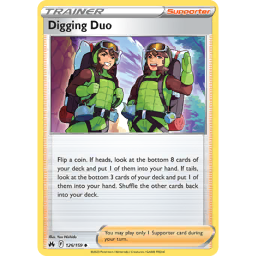 TRAINER Supporter
Digging Duo
Flip a coin. If heads, look at the bottom 8 cards of
your deck and put 1 of them into your hand. If tails,
look at the bottom 3 cards of your deck and put 1 of
them into your hand. Shuffle the other cards back
into your deck.
Illus. Yuu Nishida
126/159
You may play only 1 Supporter card
during your turn.